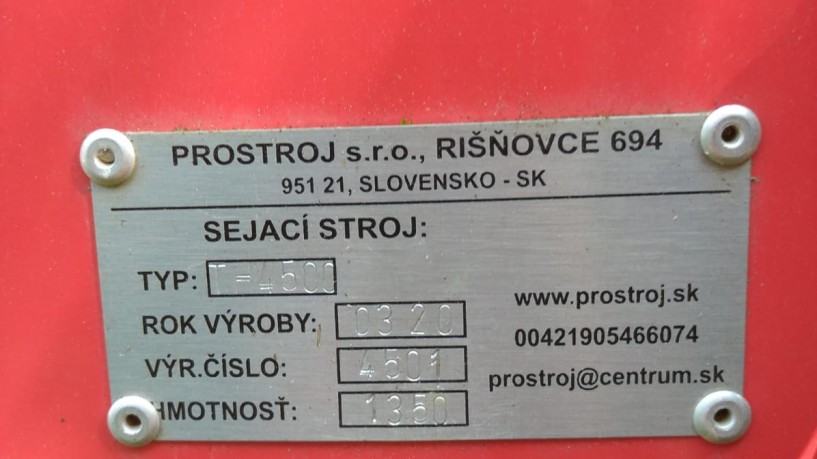 PROSTROJ s.r.o., RIŠŇOVCE 694
951 21, SLOVENSKO - SK
SEJACÍ STROJ:
TYP: T-4500
ROK VÝROBY: 03 20
VÝR.ČÍSLO: 4501
HMOTNOSŤ: 1350
www.prostroj.sk
00421905466074
prostroj@centrum.sk